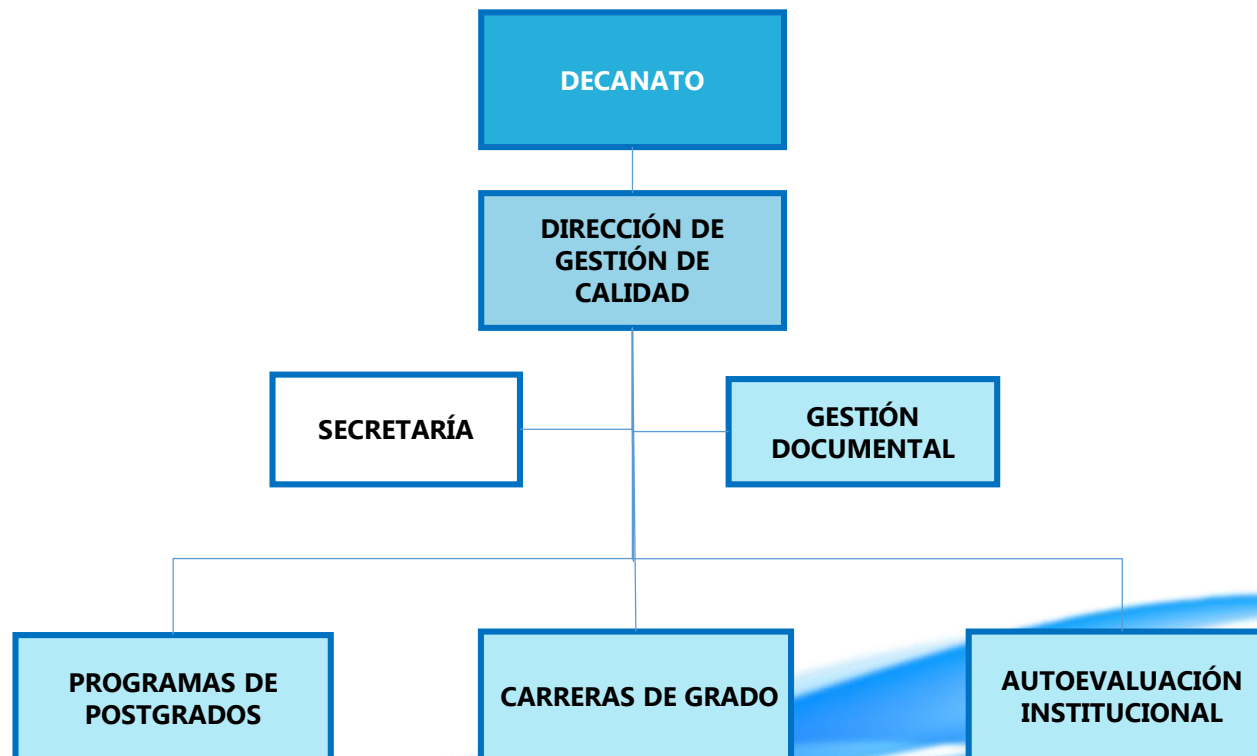 DECANATO
DIRECCIÓN DE
GESTIÓN DE
CALIDAD
SECRETARÍA
GESTIÓN
DOCUMENTAL
PROGRAMAS DE
POSTGRADOS
CARRERAS DE GRADO
AUTOEVALUACIÓN
INSTITUCIONAL